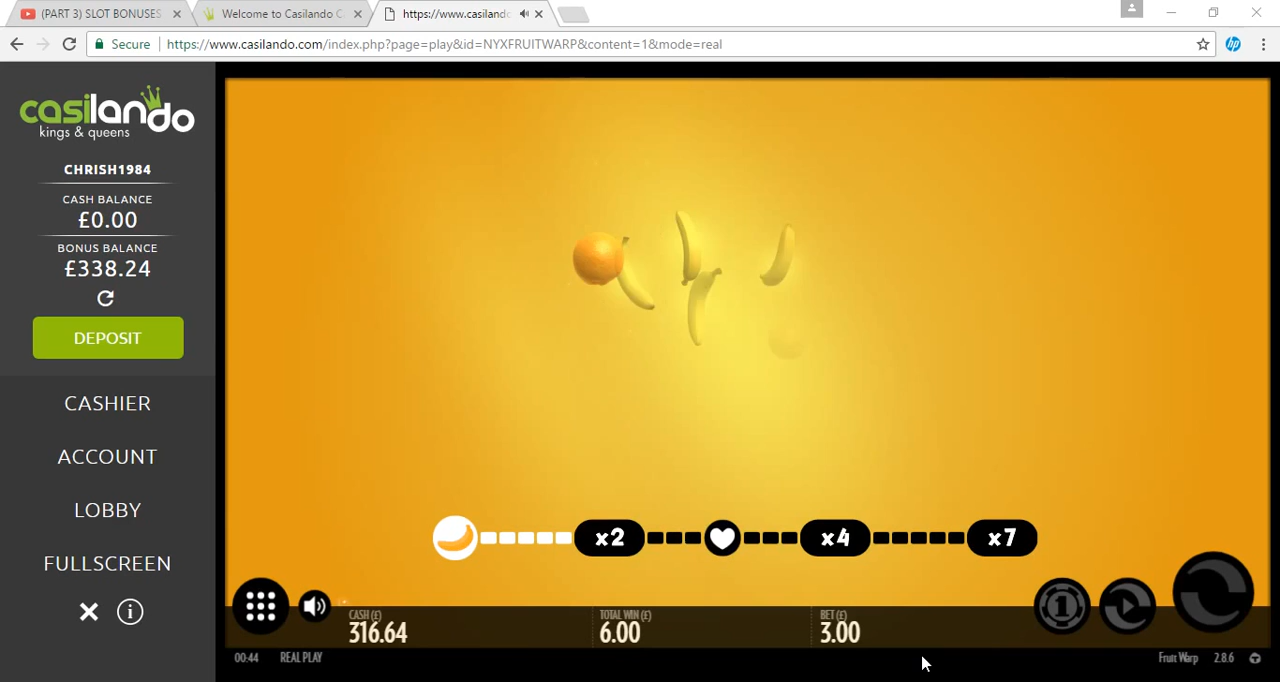 (PART 3) SLOT BONUSES
Welcome to Casilando C
https://www.casiland
Secure
https://www.casilando.com/index.php?page=play&id=NYXFRUITWARP&content=1&mode=real
hp
casilando
kings & queens
CHRISH1984
CASH BALANCE
£0.00
BONUS BALANCE
£338.24
DEPOSIT
CASHIER
ACCOUNT
LOBBY
FULLSCREEN
x2
x4
x7
1
CASH (£)
316.64
TOTAL WIN (£)
6.00
BET (£)
3.00
00:44
REAL PLAY
Fruit Warp
2.8.6